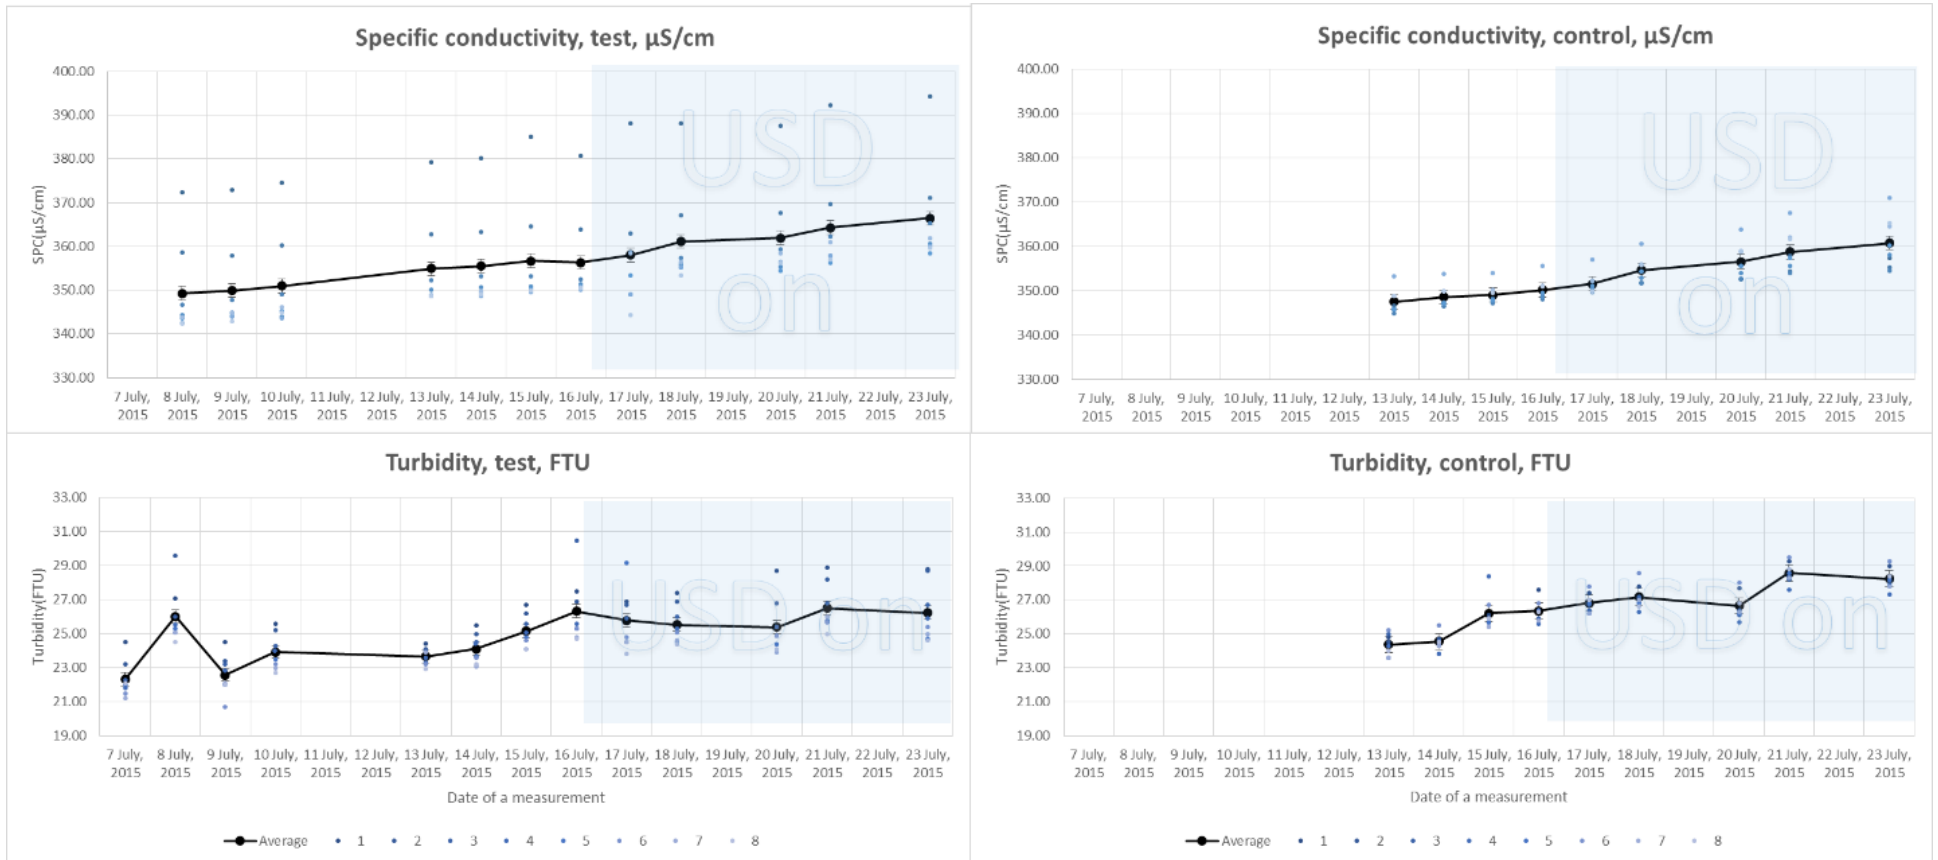 Specific conductivity, test, µS/cm
400.00
390.00
380.00
370.00
360.00
350.00
340.00
330.00
SPC(µS/cm)
USD
on
7 July, 8 July, 9 July, 10 July, 11 July, 12 July, 13 July, 14 July, 15 July, 16 July, 17 July, 18 July, 19 July, 20 July, 21 July, 22 July, 23 July,
2015 2015 2015 2015 2015 2015 2015 2015 2015 2015 2015 2015 2015 2015 2015 2015 2015
Specific conductivity, control, µS/cm
400.00
390.00
380.00
370.00
360.00
350.00
340.00
330.00
SPC(µS/cm)
USD
on
7 July, 8 July, 9 July, 10 July, 11 July, 12 July, 13 July, 14 July, 15 July, 16 July, 17 July, 18 July, 19 July, 20 July, 21 July, 22 July, 23 July,
2015 2015 2015 2015 2015 2015 2015 2015 2015 2015 2015 2015 2015 2015 2015 2015 2015
Turbidity, test, FTU
33.00
31.00
29.00
27.00
25.00
23.00
21.00
19.00
Turbidity(FTU)
USD on
7 July, 8 July, 9 July, 10 July, 11 July, 12 July, 13 July, 14 July, 15 July, 16 July, 17 July, 18 July, 19 July, 20 July, 21 July, 22 July, 23 July,
2015 2015 2015 2015 2015 2015 2015 2015 2015 2015 2015 2015 2015 2015 2015 2015 2015
Date of a measurement
Average 1 2 3 4 5 6 7 8
Turbidity, control, FTU
33.00
31.00
29.00
27.00
25.00
23.00
21.00
19.00
Turbidity(FTU)
USD on
7 July, 8 July, 9 July, 10 July, 11 July, 12 July, 13 July, 14 July, 15 July, 16 July, 17 July, 18 July, 19 July, 20 July, 21 July, 22 July, 23 July,
2015 2015 2015 2015 2015 2015 2015 2015 2015 2015 2015 2015 2015 2015 2015 2015 2015
Date of a measurement
Average 1 2 3 4 5 6 7 8